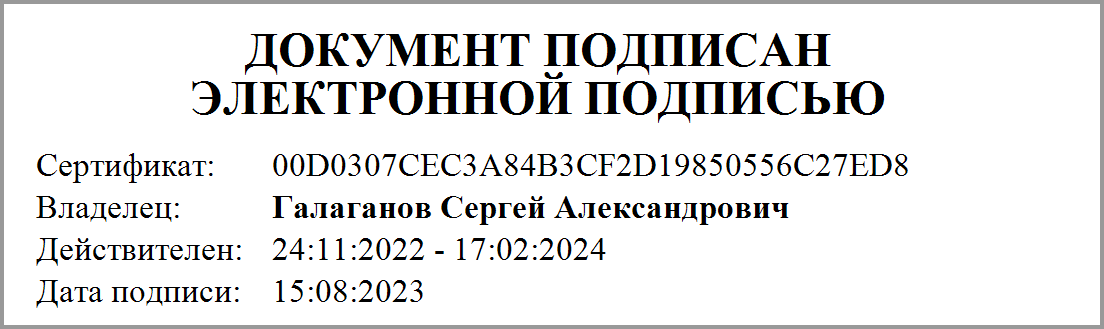 ДОКУМЕНТ ПОДПИСАН
ЭЛЕКТРОННОЙ ПОДПИСЬЮ
Сертификат: 00D0307CEC3A84B3CF2D19850556C27ED8
Владелец: Галаганов Сергей Александрович
Действителен: 24:11:2022 - 17:02:2024
Дата подписи: 15:08:2023